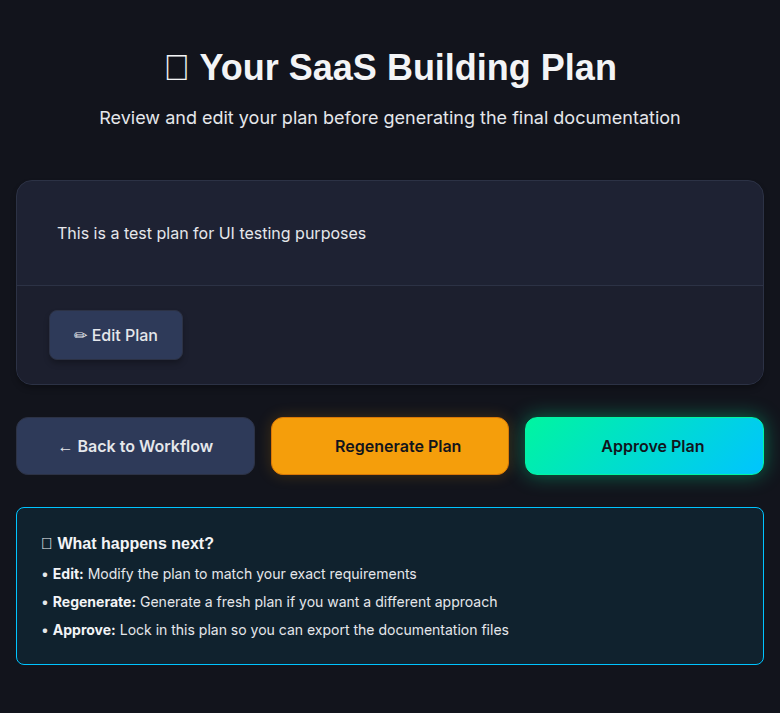 Your SaaS Building Plan
Review and edit your plan before generating the final documentation
This is a test plan for UI testing purposes
✏ Edit Plan
← Back to Workflow
Regenerate Plan
Approve Plan
What happens next?
• Edit: Modify the plan to match your exact requirements
• Regenerate: Generate a fresh plan if you want a different approach
• Approve: Lock in this plan so you can export the documentation files